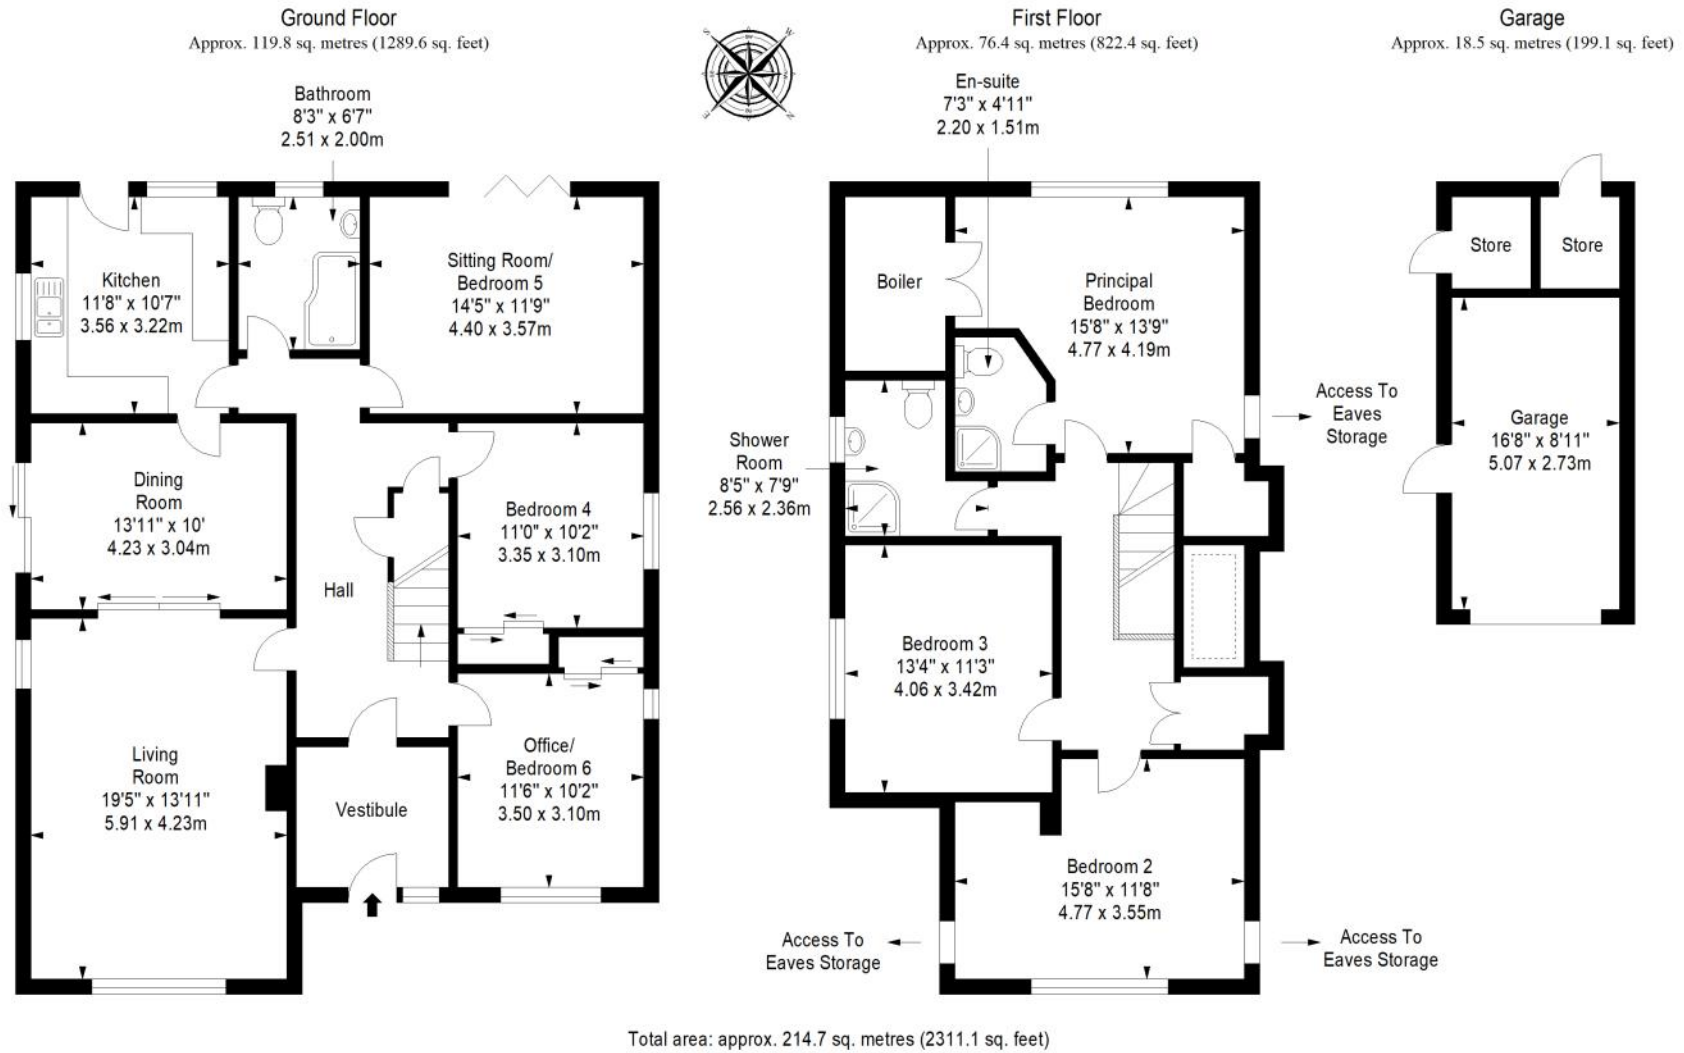 Ground Floor
Approx. 119.8 sq. metres (1289.6 sq. feet)
Bathroom
8'3" x 6'7"
2.51 x 2.00m
Kitchen
11'8" x 10'7"
3.56 x 3.22m
Sitting Room/
Bedroom 5
14'5" x 11'9"
4.40 x 3.57m
Dining
Room
13'11" x 10'
4.23 x 3.04m
Bedroom 4
11'0" x 10'2"
3.35 x 3.10m
Hall
Living
Room
19'5" x 13'11"
5.91 x 4.23m
Vestibule
Office/
Bedroom 6
11'6" x 10'2"
3.50 x 3.10m
S
W
E
N
First Floor
Approx. 76.4 sq. metres (822.4 sq. feet)
En-suite
7'3" x 4'11"
2.20 x 1.51m
Boiler
Principal
Bedroom
15'8" x 13'9"
4.77 x 4.19m
Access To
Eaves
Storage
Shower
Room
8'5" x 7'9"
2.56 x 2.36m
Bedroom 3
13'4" x 11'3"
4.06 x 3.42m
Bedroom 2
15'8" x 11'8"
4.77 x 3.55m
Access To
Eaves Storage
Access To
Eaves Storage
Garage
Approx. 18.5 sq. metres (199.1 sq. feet)
Store
Store
Garage
16'8" x 8'11"
5.07 x 2.73m
Total area: approx. 214.7 sq. metres (2311.1 sq. feet)